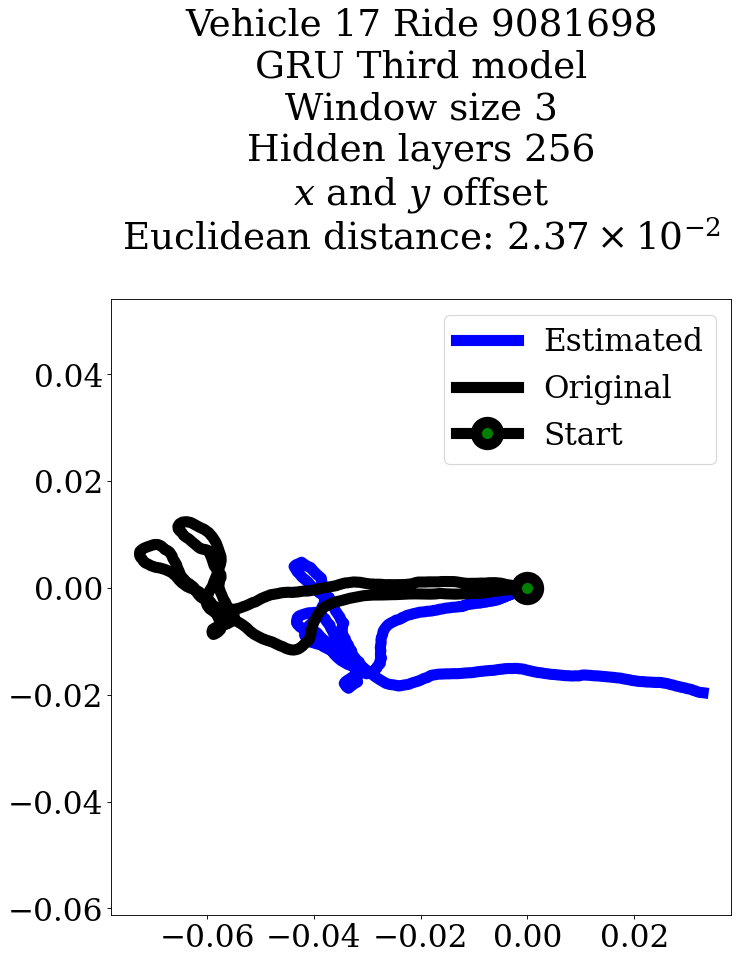 Vehicle 17 Ride 9081698
GRU Third model
Window size 3
Hidden layers 256
x and y offset
Euclidean distance: 2.37 × 10⁻²
Estimated
Original
Start
0.04
0.02
0.00
−0.02
−0.04
−0.06
−0.06 −0.04 −0.02 0.00 0.02